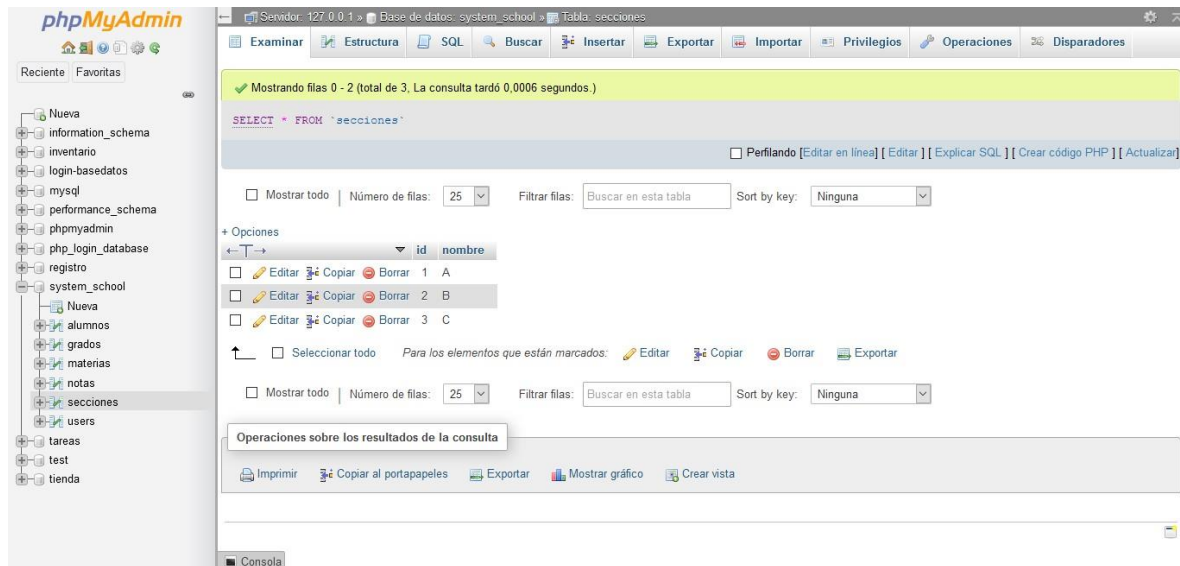 phpMyAdmin
Reciente Favoritas
Nueva
information_schema
inventario
login-basedatos
mysql
performance_schema
phpmyadmin
php_login_database
registro
system_school
Nueva
alumnos
grados
materias
notas
secciones
users
tareas
test
tienda
Servidor: 127.0.0.1 » Base de datos: system_school » Tabla: secciones
Examinar Estructura SQL Buscar Insertar Exportar Importar Privilegios Operaciones Disparadores
Mostrando filas 0 - 2 (total de 3, La consulta tardó 0,0006 segundos.)
SELECT * FROM `secciones`
Perfilando [Editar en línea] [ Editar ] [ Explicar SQL ] [ Crear código PHP ] [ Actualizar]
Mostrar todo | Número de filas: 25 Filtrar filas: Buscar en esta tabla Sort by key: Ninguna
+ Opciones
←T→ id nombre
Editar Copiar Borrar 1 A
Editar Copiar Borrar 2 B
Editar Copiar Borrar 3 C
Seleccionar todo Para los elementos que están marcados: Editar Copiar Borrar Exportar
Mostrar todo | Número de filas: 25 Filtrar filas: Buscar en esta tabla Sort by key: Ninguna
Operaciones sobre los resultados de la consulta
Imprimir Copiar al portapapeles Exportar Mostrar gráfico Crear vista
Consola